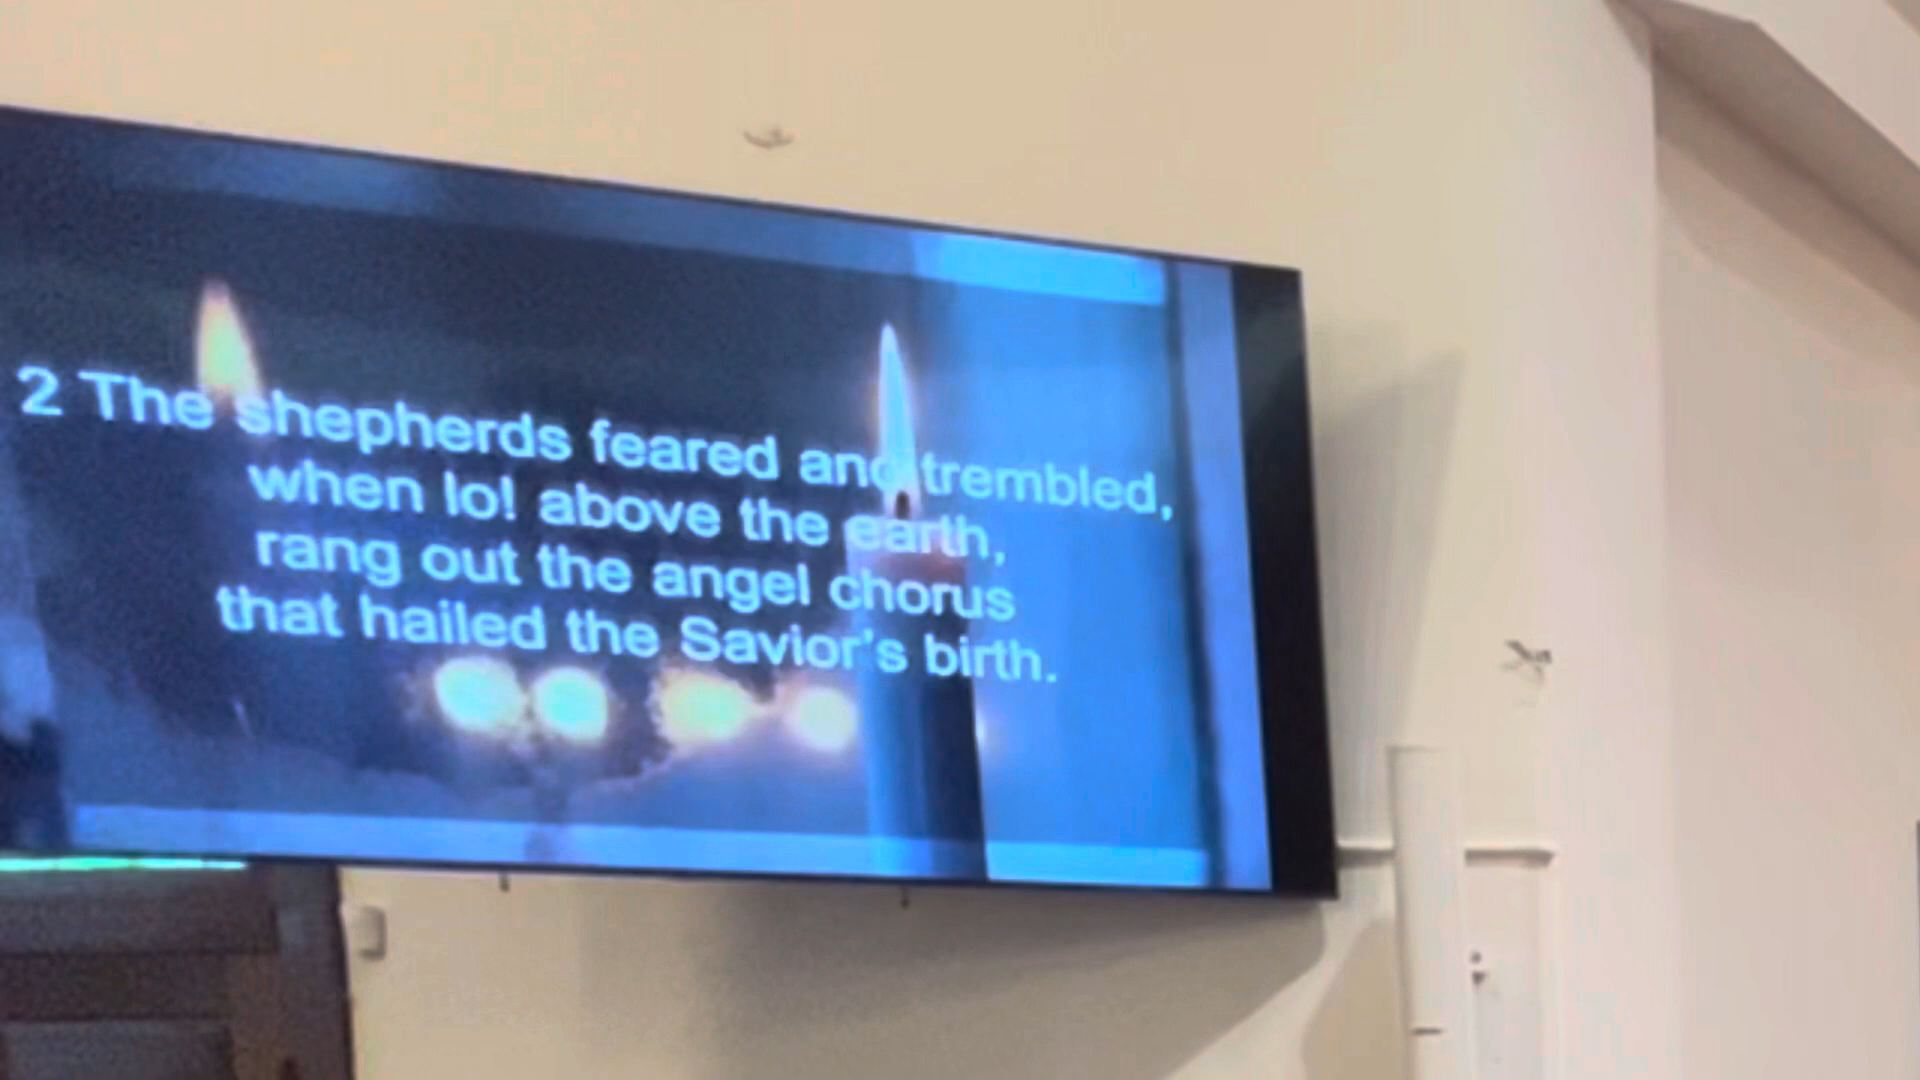 2 The shepherds feared and trembled,
when lo! above the earth,
rang out the angel chorus
that hailed the Savior's birth.